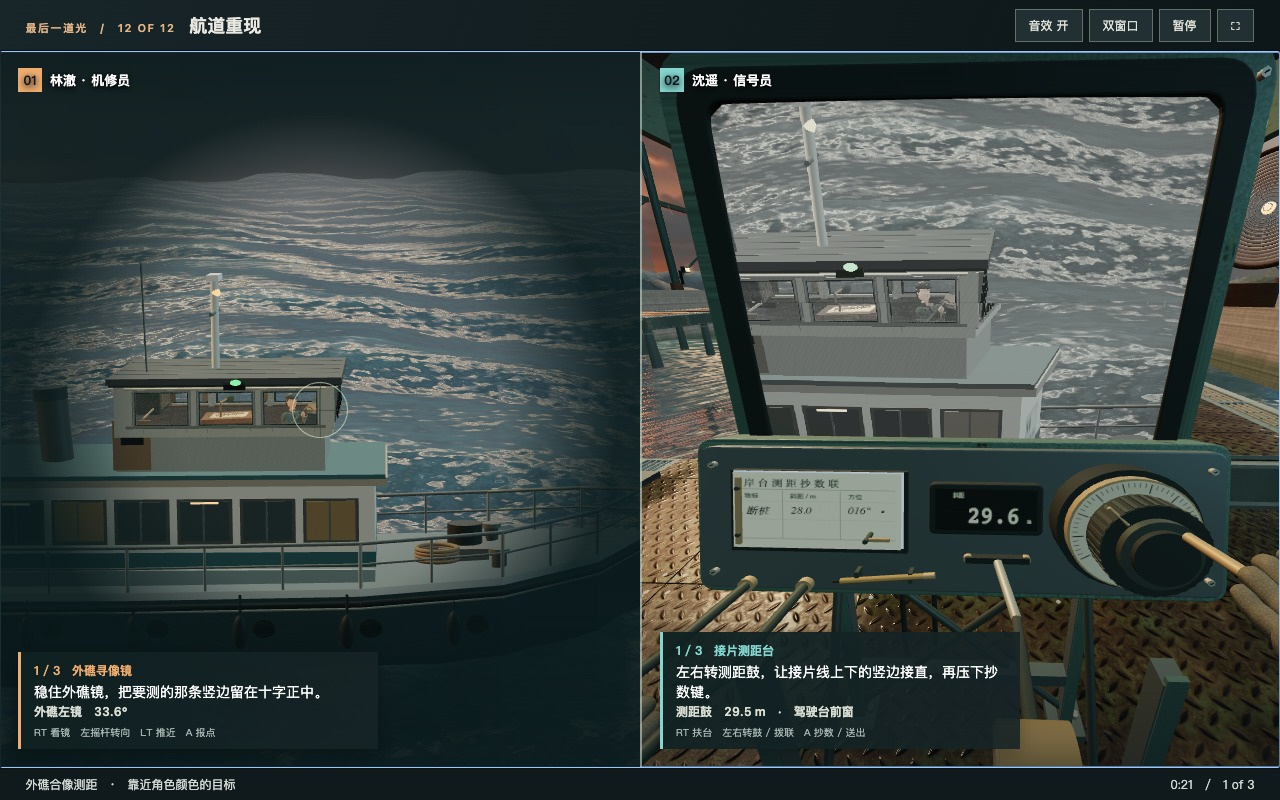 最后一道光 / 12 OF 12 航道重现
音效 开 双窗口 暂停
01 林澈 · 机修员
02 沈遥 · 信号员
岸台测距抄数联
斜距/m 方位
断桩 28.0 016°
29.6
1 / 3 外礁寻像镜
稳住外礁镜，把要测的那条竖边留在十字正中。
外礁左镜 33.6°
RT 看镜 左摇杆转向 LT 推近 A 报点
1 / 3 接片测距台
左右转测距鼓，让接片线上下的竖边接直，再压下抄
数键。
测距鼓 29.5 m · 驾驶台前窗
RT 扶台 左右转鼓 / 拨联 A 抄数 / 送出
外礁合像测距 · 靠近角色颜色的目标
0:21 / 1 of 3